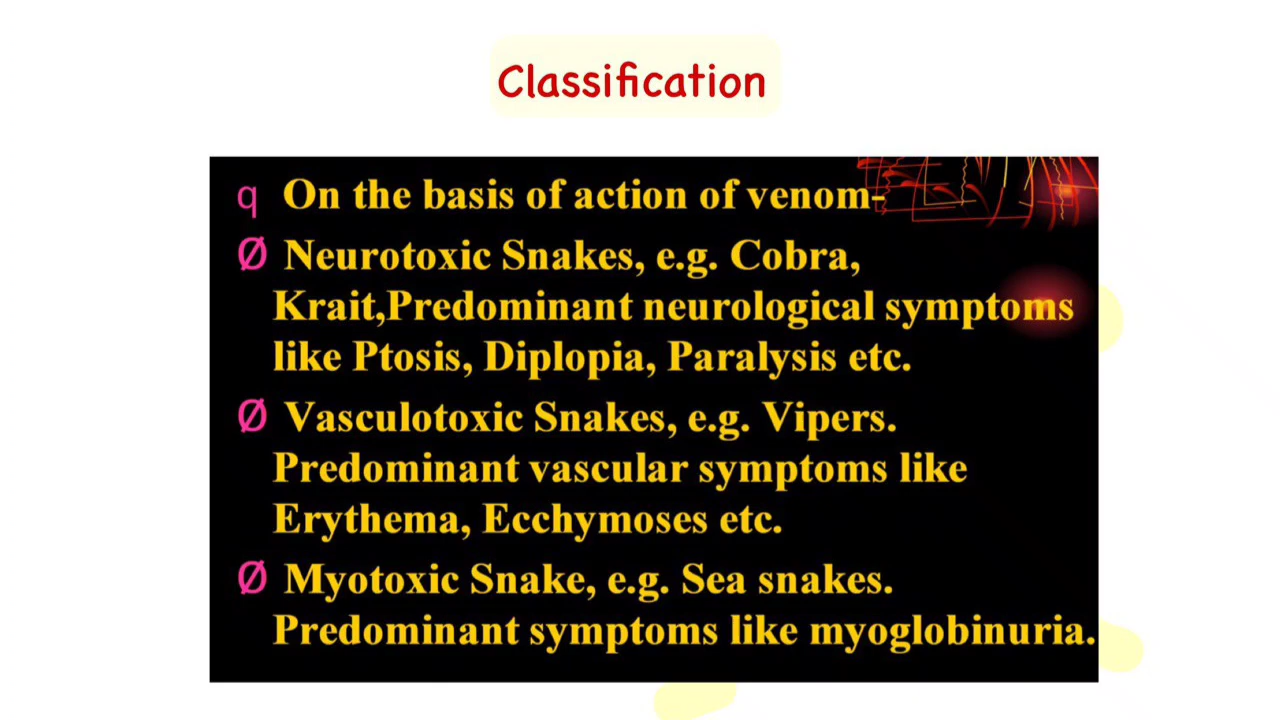 Classification
q On the basis of action of venom-
Ø Neurotoxic Snakes, e.g. Cobra,
Krait,Predominant neurological symptoms
like Ptosis, Diplopia, Paralysis etc.
Ø Vasculotoxic Snakes, e.g. Vipers.
Predominant vascular symptoms like
Erythema, Ecchymoses etc.
Ø Myotoxic Snake, e.g. Sea snakes.
Predominant symptoms like myoglobinuria.